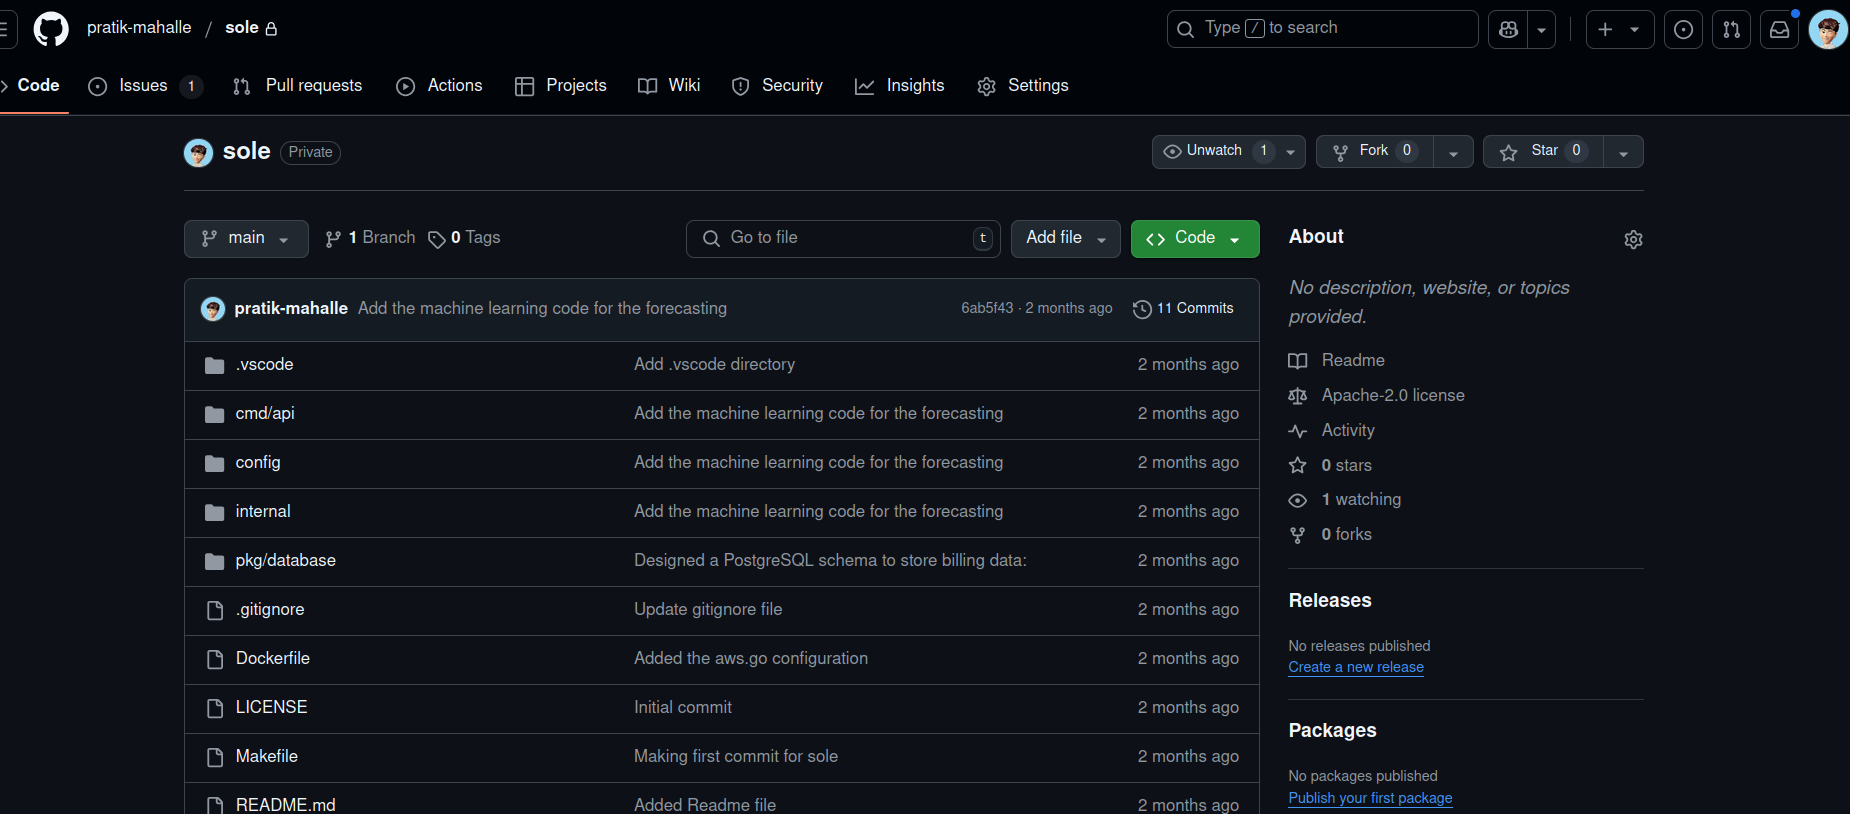 pratik-mahalle / sole
Type / to search
Code
Issues 1
Pull requests
Actions
Projects
Wiki
Security
Insights
Settings
sole Private
Unwatch 1
Fork 0
Star 0
main
1 Branch
0 Tags
Go to file t
Add file
Code
pratik-mahalle Add the machine learning code for the forecasting 6ab5f43 · 2 months ago 11 Commits
.vscode Add .vscode directory 2 months ago
cmd/api Add the machine learning code for the forecasting 2 months ago
config Add the machine learning code for the forecasting 2 months ago
internal Add the machine learning code for the forecasting 2 months ago
pkg/database Designed a PostgreSQL schema to store billing data: 2 months ago
.gitignore Update gitignore file 2 months ago
Dockerfile Added the aws.go configuration 2 months ago
LICENSE Initial commit 2 months ago
Makefile Making first commit for sole 2 months ago
README.md Added Readme file 2 months ago
About
No description, website, or topics
provided.
Readme
Apache-2.0 license
Activity
0 stars
1 watching
0 forks
Releases
No releases published
Create a new release
Packages
No packages published
Publish your first package